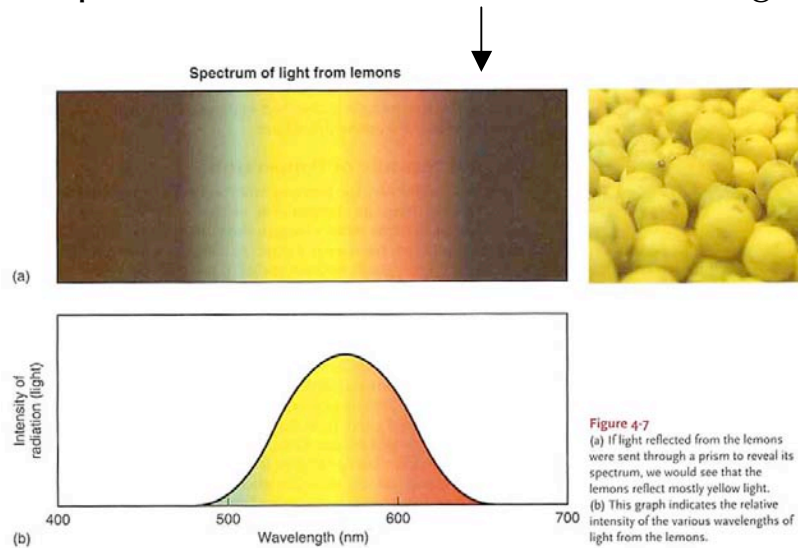 Spectrum of light from lemons
(a)
Intensity of
radiation (light)
(b)
400
500
600
700
Wavelength (nm)
Figure 4-7
(a) If light reflected from the lemons
were sent through a prism to reveal its
spectrum, we would see that the
lemons reflect mostly yellow light.
(b) This graph indicates the relative
intensity of the various wavelengths of
light from the lemons.